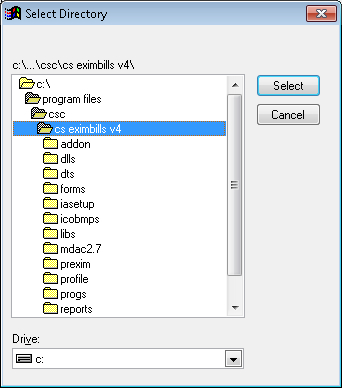 Select Directory
c:\...\csc\cs eximbills v4\
c:\
program files
csc
cs eximbills v4
addon
dlls
dts
forms
iasetup
icobmps
libs
mdac2.7
prexim
profile
progs
reports
Select
Cancel
Drive:
c: